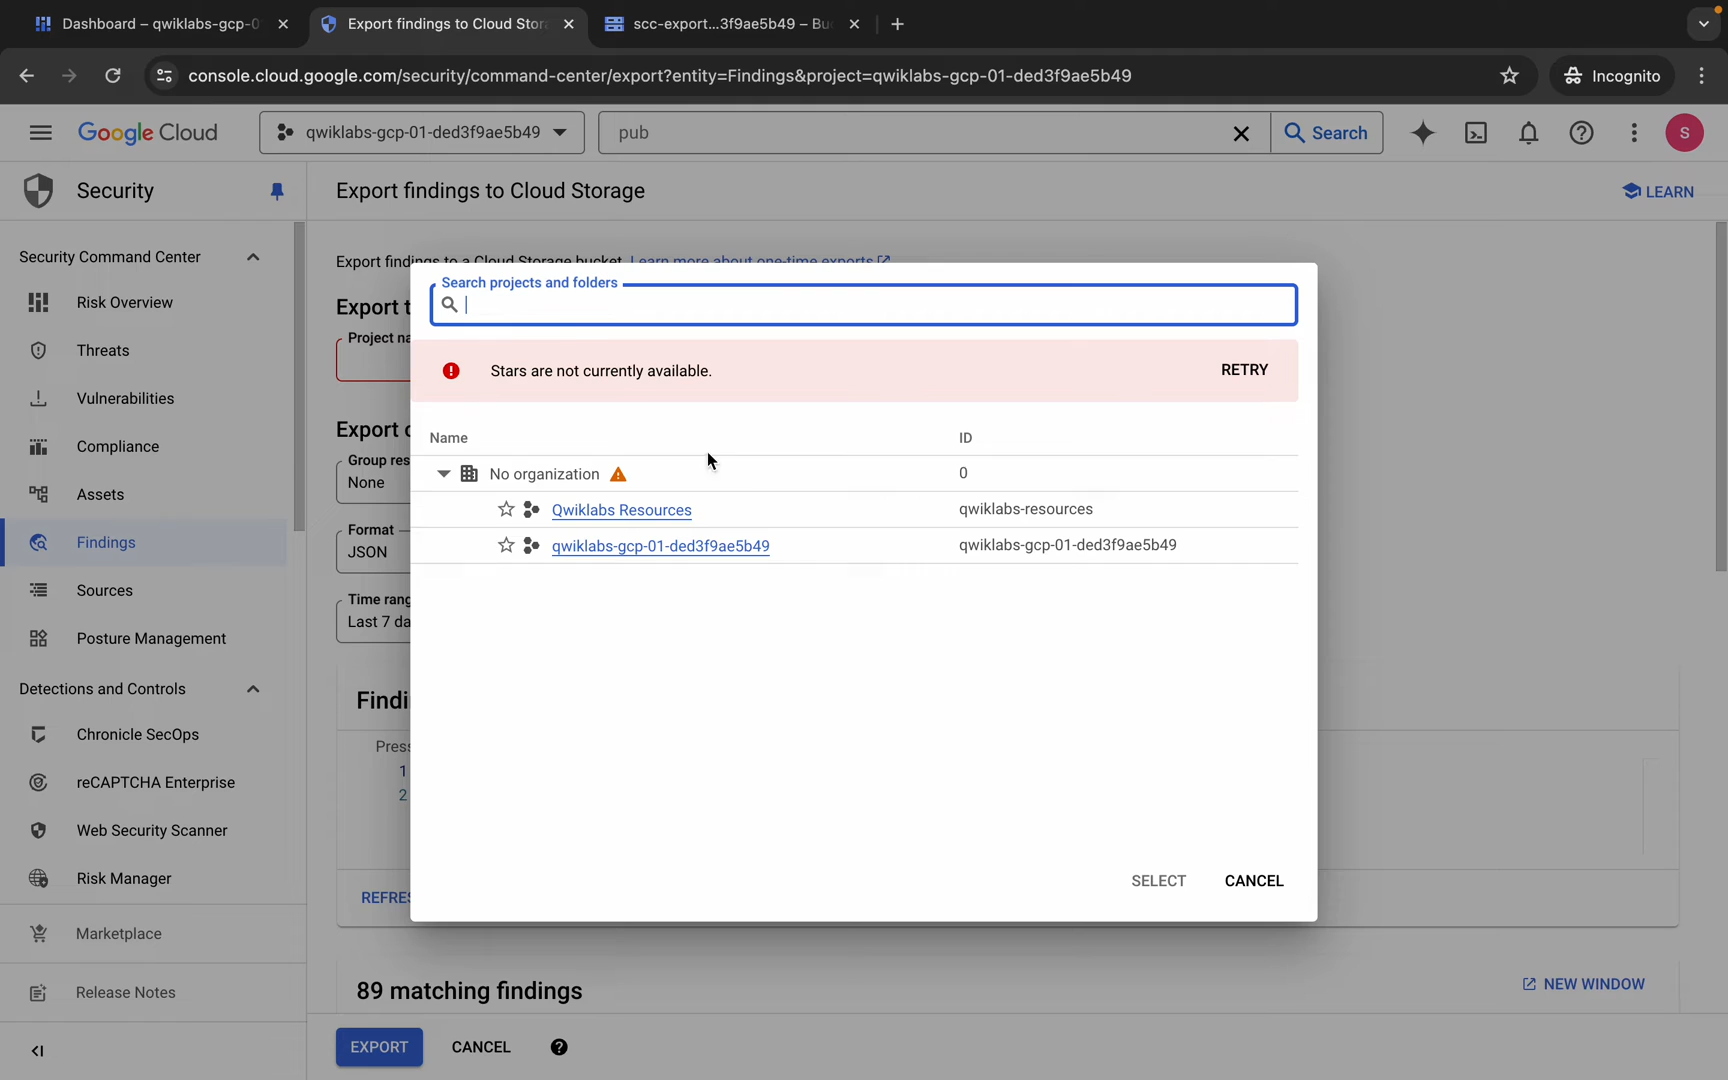 Dashboard – qwiklabs-gcp-0
Export findings to Cloud Stora
scc-export...3f9ae5b49 – Bu
console.cloud.google.com/security/command-center/export?entity=Findings&project=qwiklabs-gcp-01-ded3f9ae5b49
Incognito
Google Cloud
qwiklabs-gcp-01-ded3f9ae5b49
pub
Search
S
Security
Export findings to Cloud Storage
LEARN
Security Command Center
Risk Overview
Threats
Vulnerabilities
Compliance
Assets
Findings
Sources
Posture Management
Detections and Controls
Chronicle SecOps
reCAPTCHA Enterprise
Web Security Scanner
Risk Manager
Marketplace
Release Notes
Export findings to a Cloud Storage bucket. Learn more about one-time exports
Export t
Project na
Export o
Group res
None
Format
JSON
Time rang
Last 7 da
Findi
Press
1
2
REFRES
Search projects and folders
Stars are not currently available.
RETRY
Name
ID
No organization
0
Qwiklabs Resources
qwiklabs-resources
qwiklabs-gcp-01-ded3f9ae5b49
qwiklabs-gcp-01-ded3f9ae5b49
SELECT
CANCEL
89 matching findings
NEW WINDOW
EXPORT
CANCEL